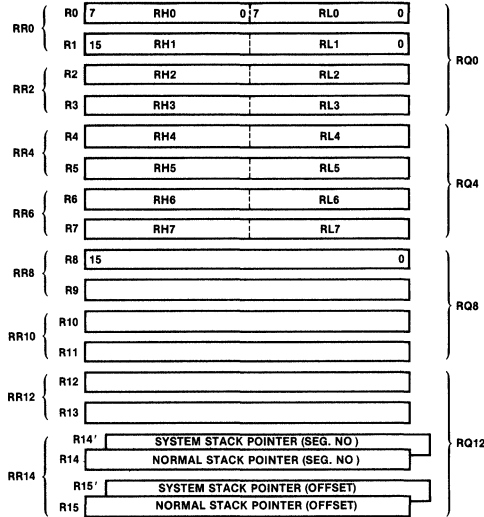 RR0
R0 7 RH0 0 7 RL0 0
R1 15 RH1 RL1 0
RQ0
RR2
R2 RH2 RL2
R3 RH3 RL3
RR4
R4 RH4 RL4
R5 RH5 RL5
RQ4
RR6
R6 RH6 RL6
R7 RH7 RL7
RR8
R8 15 0
R9
RQ8
RR10
R10
R11
RR12
R12
R13
RQ12
RR14
R14' SYSTEM STACK POINTER (SEG. NO )
R14 NORMAL STACK POINTER (SEG. NO )
R15' SYSTEM STACK POINTER (OFFSET)
R15 NORMAL STACK POINTER (OFFSET)